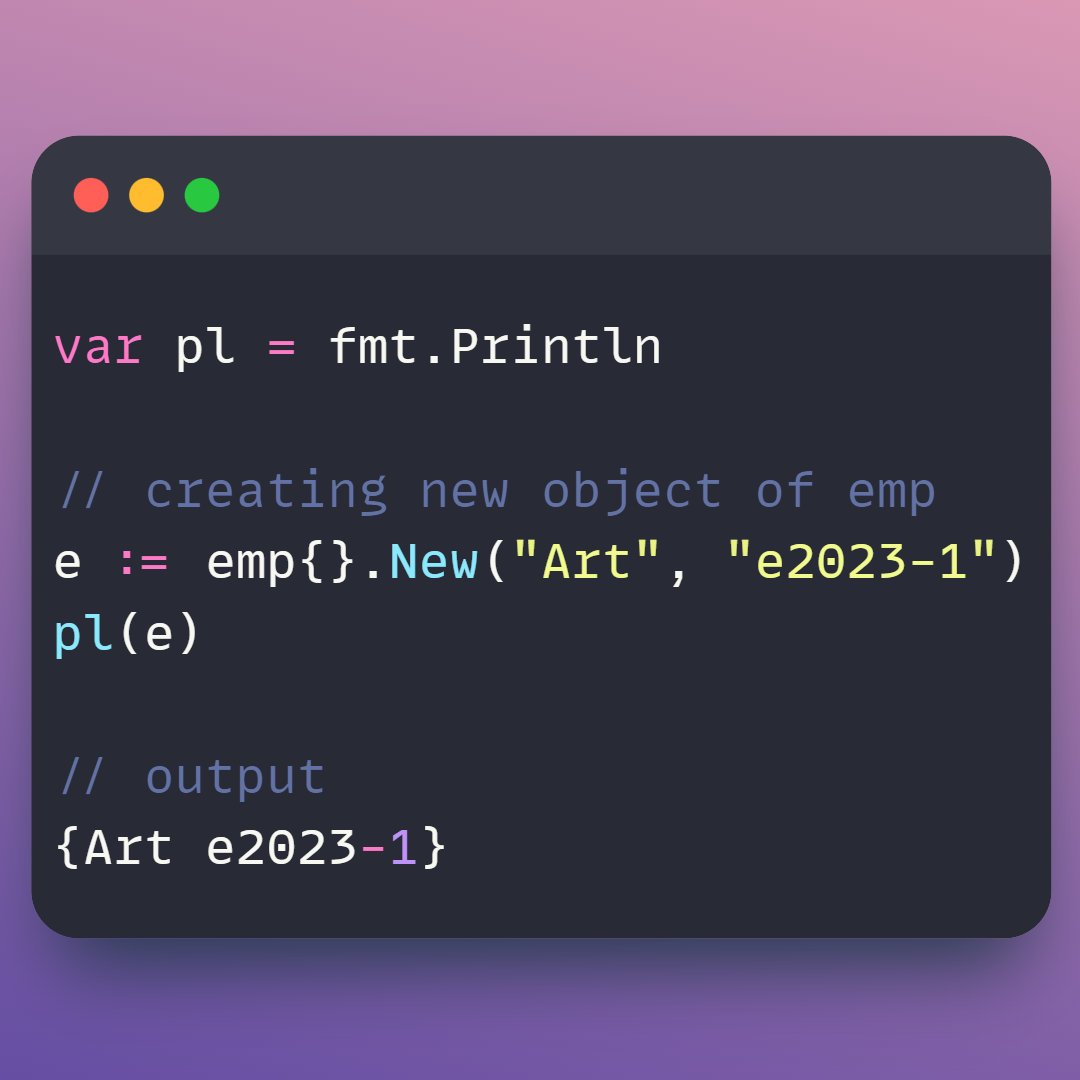 var pl = fmt.Println
// creating new object of emp
e := emp{}.New("Art", "e2023-1")
pl(e)
// output
{Art e2023-1}